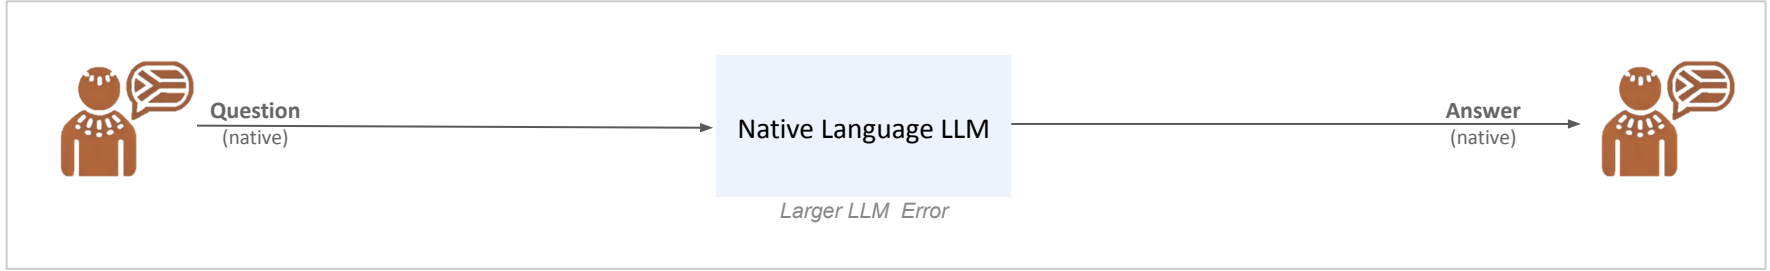 Question
(native)
Native Language LLM
Larger LLM Error
Answer
(native)